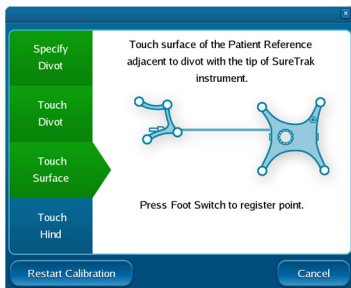 Specify
Divot
Touch
Divot
Touch
Surface
Touch
Hind
Touch surface of the Patient Reference
adjacent to divot with the tip of SureTrak
instrument.
Press Foot Switch to register point.
Restart Calibration
Cancel